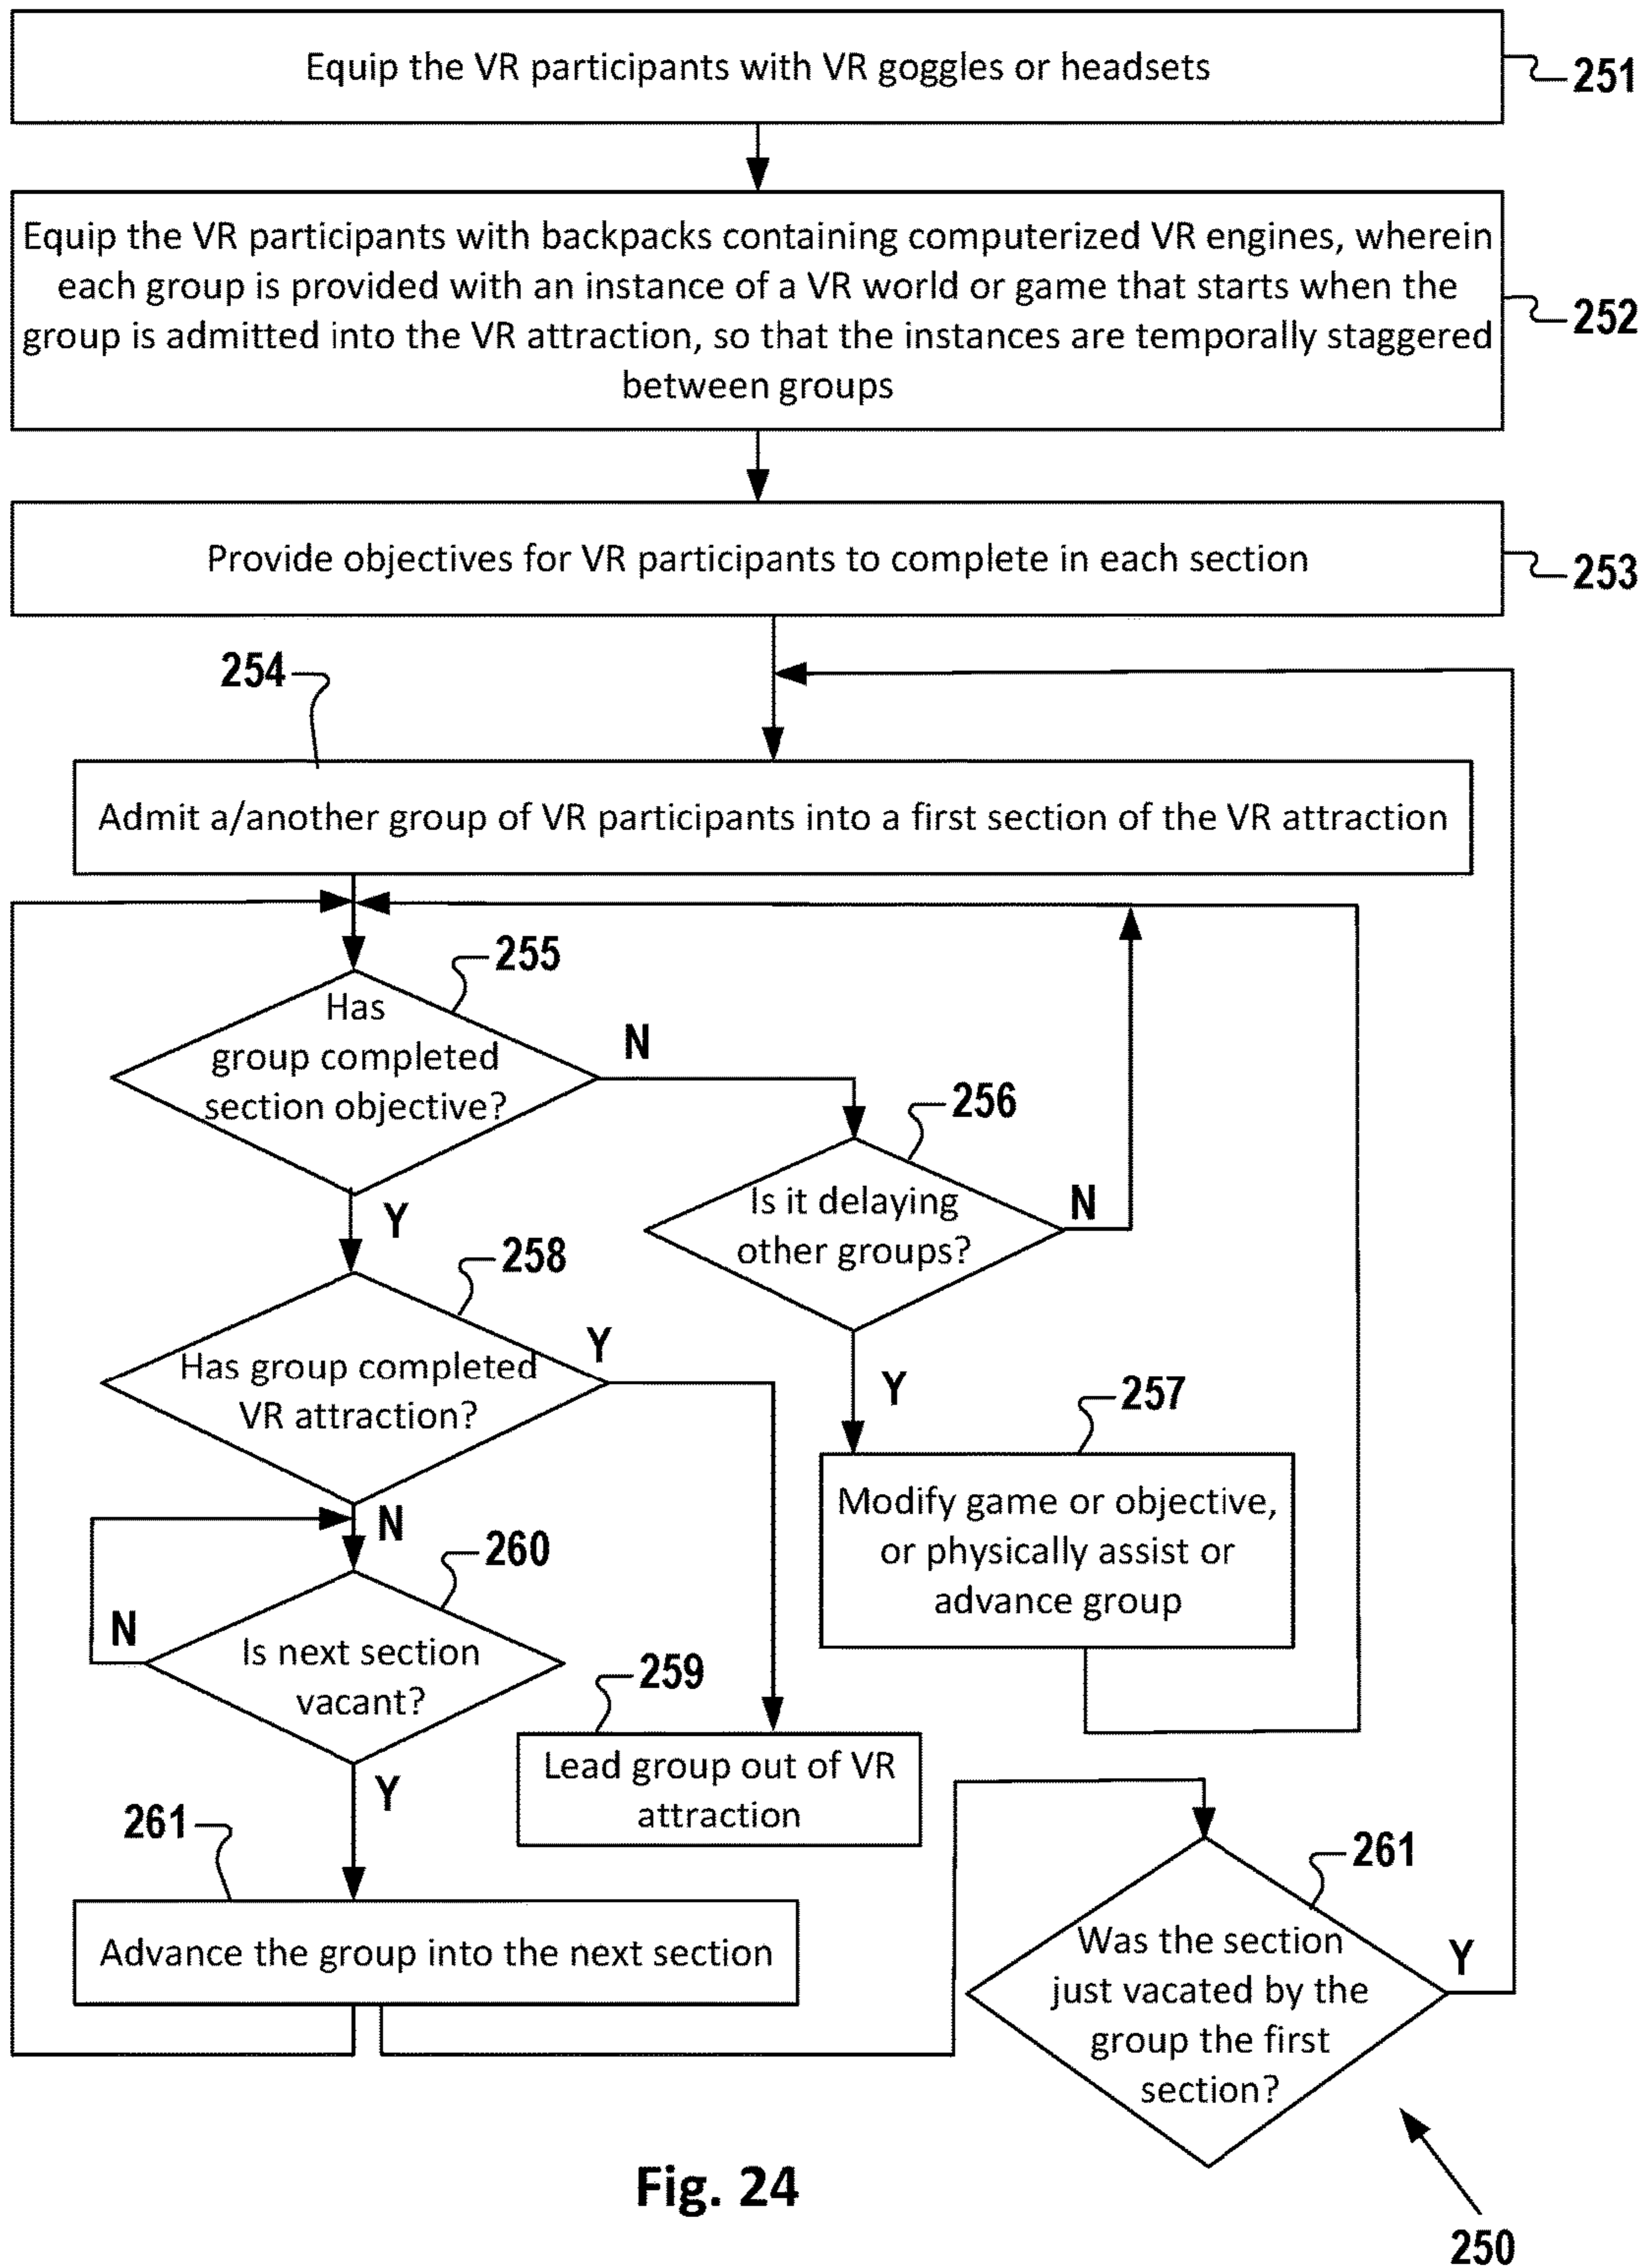 Equip the VR participants with VR goggles or headsets
251
Equip the VR participants with backpacks containing computerized VR engines, wherein
each group is provided with an instance of a VR world or game that starts when the
group is admitted into the VR attraction, so that the instances are temporally staggered
between groups
252
Provide objectives for VR participants to complete in each section
253
254
Admit a/another group of VR participants into a first section of the VR attraction
255
Has
group completed
section objective?
N
Y
256
Is it delaying
other groups?
N
Y
257
Modify game or objective,
or physically assist or
advance group
258
Has group completed
VR attraction?
Y
N
259
Lead group out of VR
attraction
260
Is next section
vacant?
N
Y
261
Advance the group into the next section
261
Was the section
just vacated by the
group the first
section?
Y
Fig. 24
250